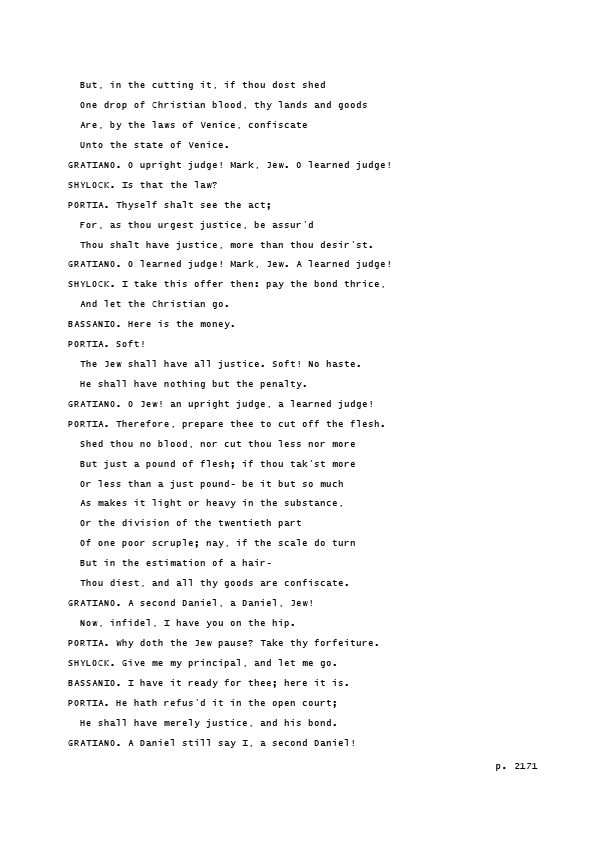 But, in the cutting it, if thou dost shed
One drop of Christian blood, thy lands and goods
Are, by the laws of Venice, confiscate
Unto the state of Venice.
GRATIANO. O upright judge! Mark, Jew. O learned judge!
SHYLOCK. Is that the law?
PORTIA. Thyself shalt see the act;
For, as thou urgest justice, be assur'd
Thou shalt have justice, more than thou desir'st.
GRATIANO. O learned judge! Mark, Jew. A learned judge!
SHYLOCK. I take this offer then: pay the bond thrice,
And let the Christian go.
BASSANIO. Here is the money.
PORTIA. Soft!
The Jew shall have all justice. Soft! No haste.
He shall have nothing but the penalty.
GRATIANO. O Jew! an upright judge, a learned judge!
PORTIA. Therefore, prepare thee to cut off the flesh.
Shed thou no blood, nor cut thou less nor more
But just a pound of flesh; if thou tak'st more
Or less than a just pound- be it but so much
As makes it light or heavy in the substance,
Or the division of the twentieth part
Of one poor scruple; nay, if the scale do turn
But in the estimation of a hair-
Thou diest, and all thy goods are confiscate.
GRATIANO. A second Daniel, a Daniel, Jew!
Now, infidel, I have you on the hip.
PORTIA. Why doth the Jew pause? Take thy forfeiture.
SHYLOCK. Give me my principal, and let me go.
BASSANIO. I have it ready for thee; here it is.
PORTIA. He hath refus'd it in the open court;
He shall have merely justice, and his bond.
GRATIANO. A Daniel still say I, a second Daniel!
p. 2171